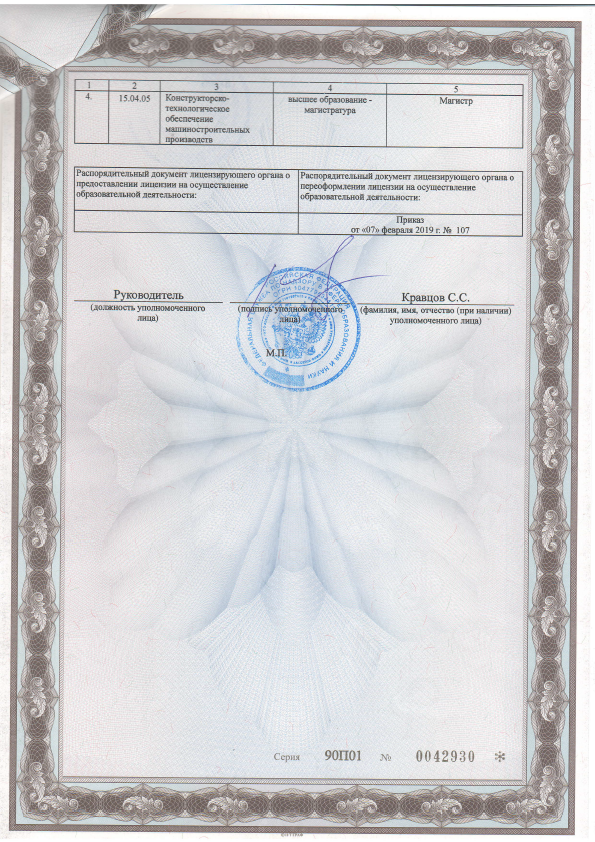 1 2 3 4 5
4. 15.04.05 Конструкторско- высшее образование - Магистр
технологическое магистратура
обеспечение
машиностроительных
производств
Распорядительный документ лицензирующего органа о
предоставлении лицензии на осуществление
образовательной деятельности:
Распорядительный документ лицензирующего органа о
переоформлении лицензии на осуществление
образовательной деятельности:
Приказ
от «07» февраля 2019 г. № 107
Руководитель
(должность уполномоченного
лица)
(подпись уполномоченного
лица)
Кравцов С.С.
(фамилия, имя, отчество (при наличии)
уполномоченного лица)
М.П.
РОССИЙСКАЯ ФЕДЕРАЦИЯ
Серия 90П01 № 0042930 *